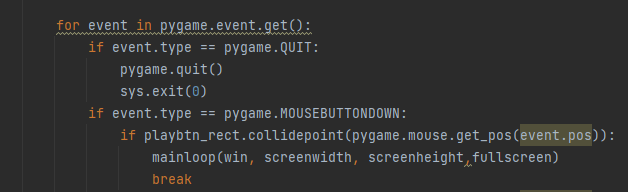 for event in pygame.event.get():
if event.type == pygame.QUIT:
pygame.quit()
sys.exit(0)
if event.type == pygame.MOUSEBUTTONDOWN:
if playbtn_rect.collidepoint(pygame.mouse.get_pos(event.pos)):
mainloop(win, screenwidth, screenheight,fullscreen)
break